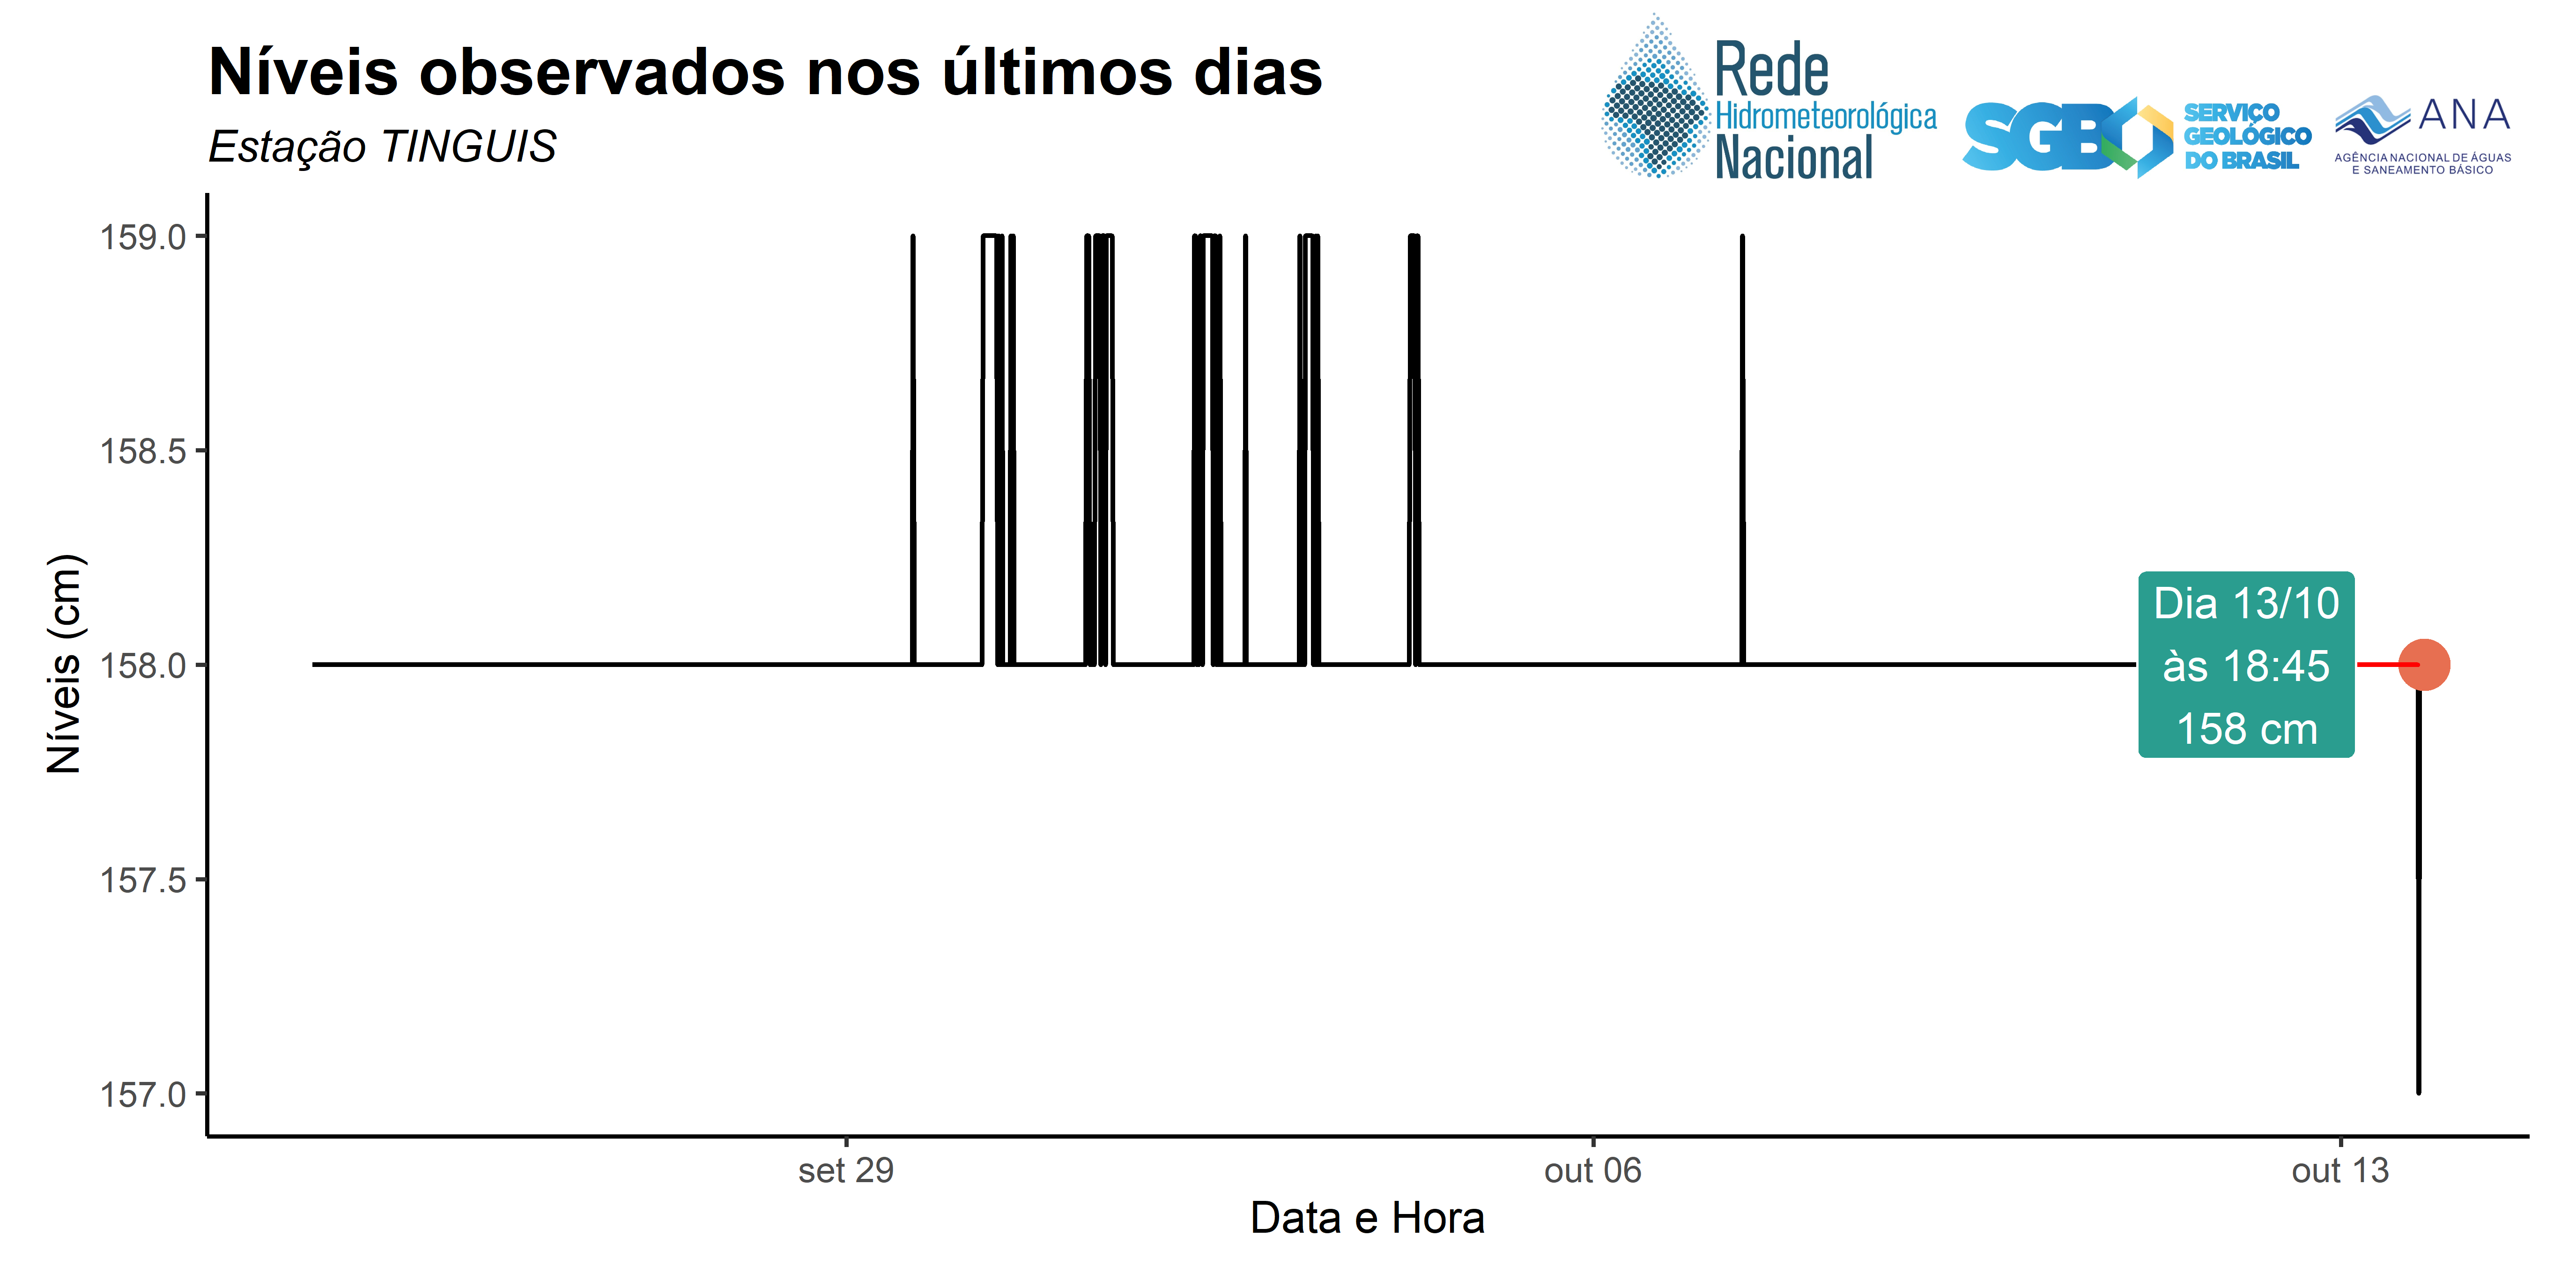 Níveis observados nos últimos dias
Estação TINGUIS
Rede
Hidrometeorológica
Nacional
SGB
SERVIÇO
GEOLÓGICO
DO BRASIL
ANA
AGÊNCIA NACIONAL DE ÁGUAS
E SANEAMENTO BÁSICO
Níveis (cm)
159.0
158.5
158.0
157.5
157.0
Dia 13/10
às 18:45
158 cm
set 29
out 06
out 13
Data e Hora